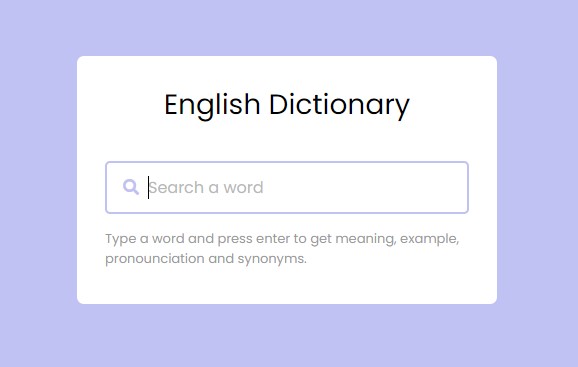 English Dictionary
Search a word
Type a word and press enter to get meaning, example,
pronounciation and synonyms.